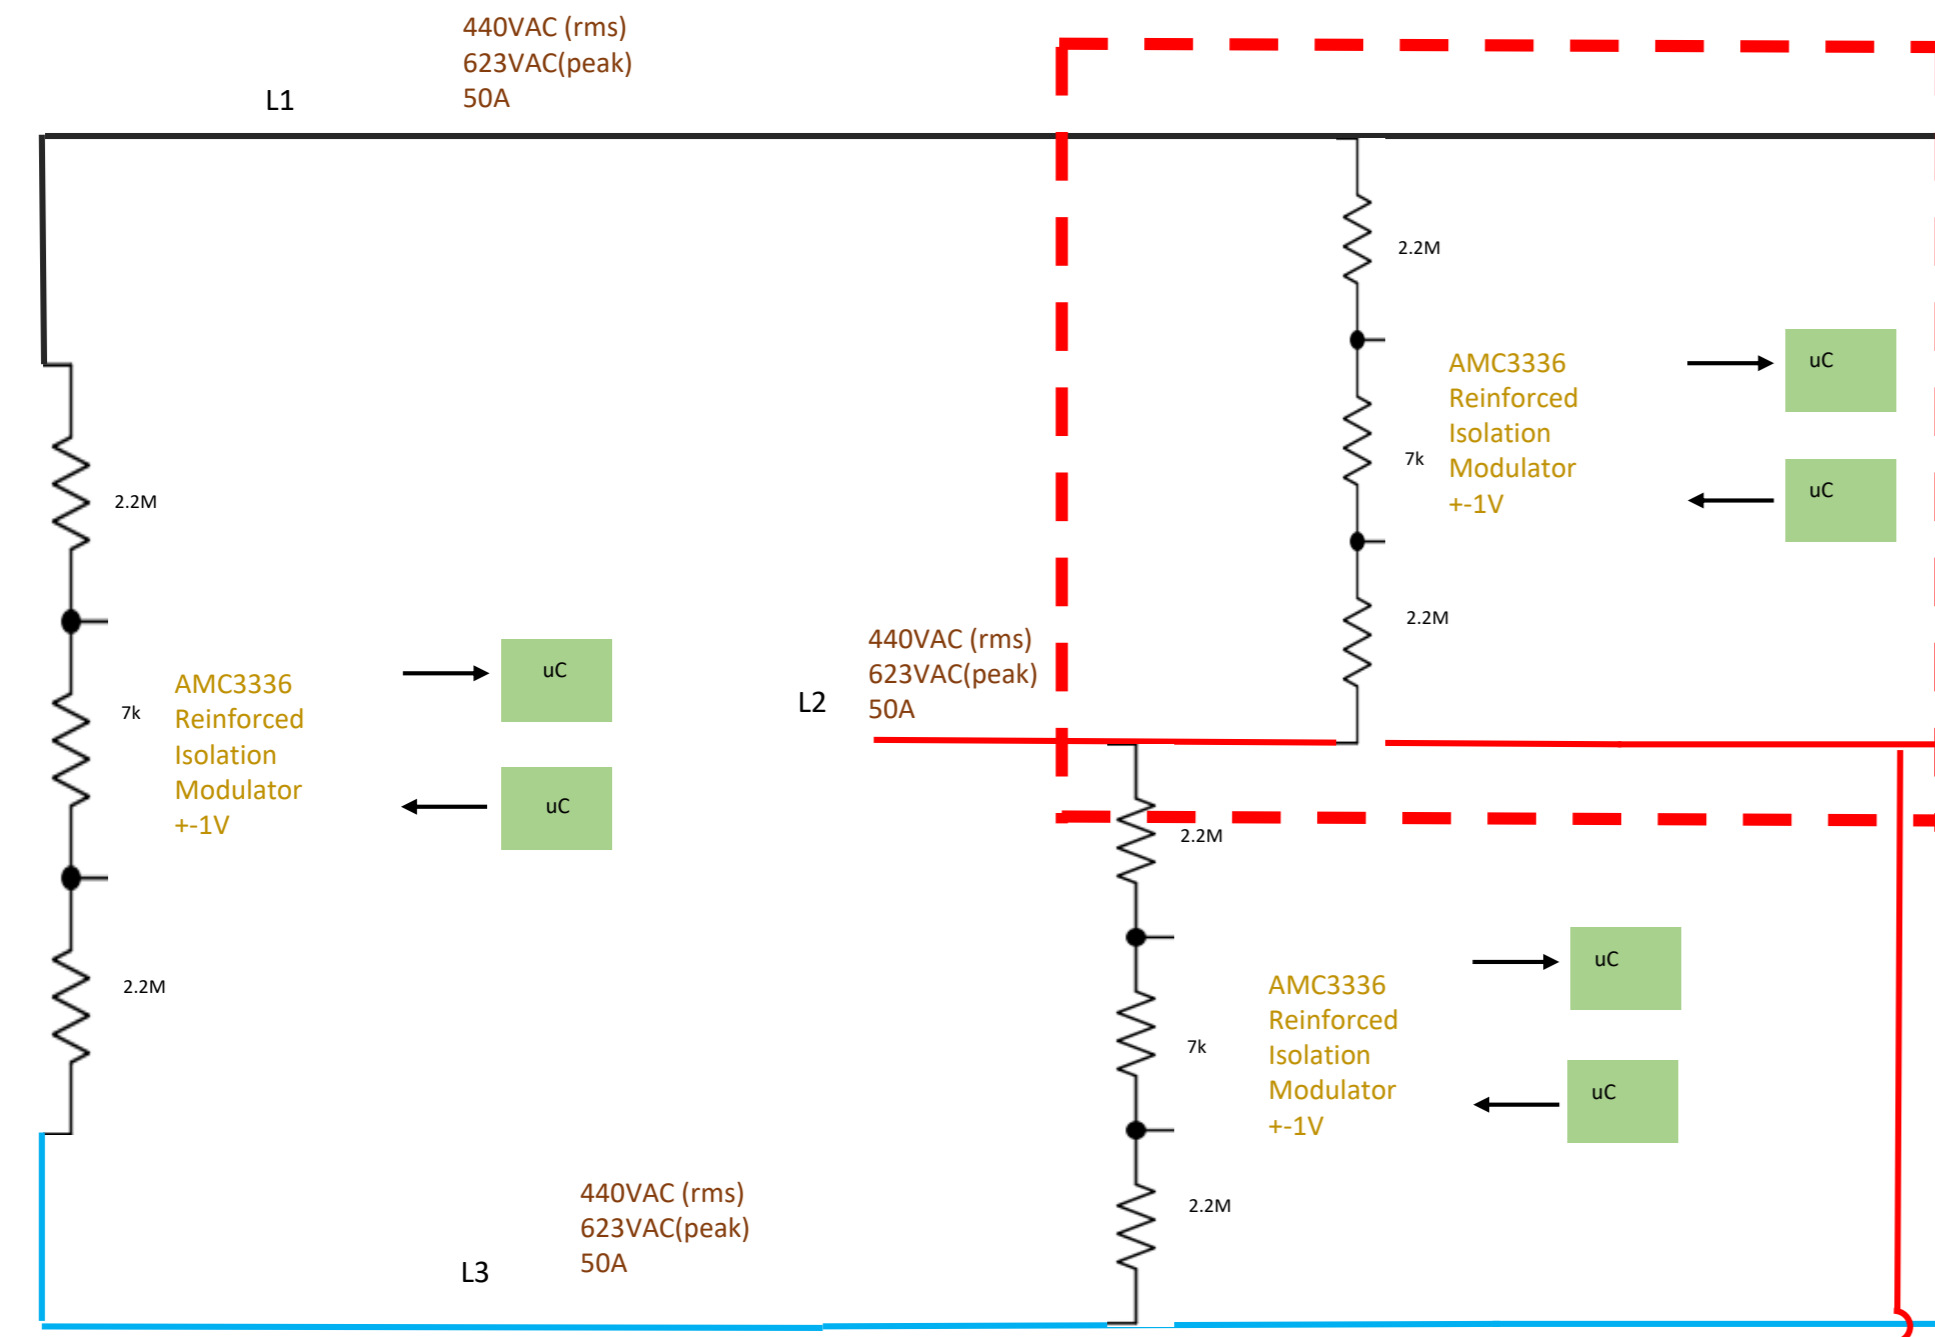 440VAC (rms)
623VAC(peak)
50A
L1
2.2M
AMC3336
Reinforced
Isolation
Modulator
+-1V
7k
uC
uC
2.2M
2.2M
7k
AMC3336
Reinforced
Isolation
Modulator
+-1V
uC
uC
2.2M
440VAC (rms)
623VAC(peak)
50A
L2
2.2M
7k
AMC3336
Reinforced
Isolation
Modulator
+-1V
uC
uC
2.2M
440VAC (rms)
623VAC(peak)
50A
L3